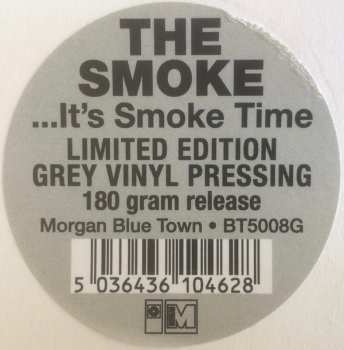 THE
SMOKE
...It's Smoke Time
LIMITED EDITION
GREY VINYL PRESSING
180 gram release
Morgan Blue Town • BT5008G
5 036436 104628
M